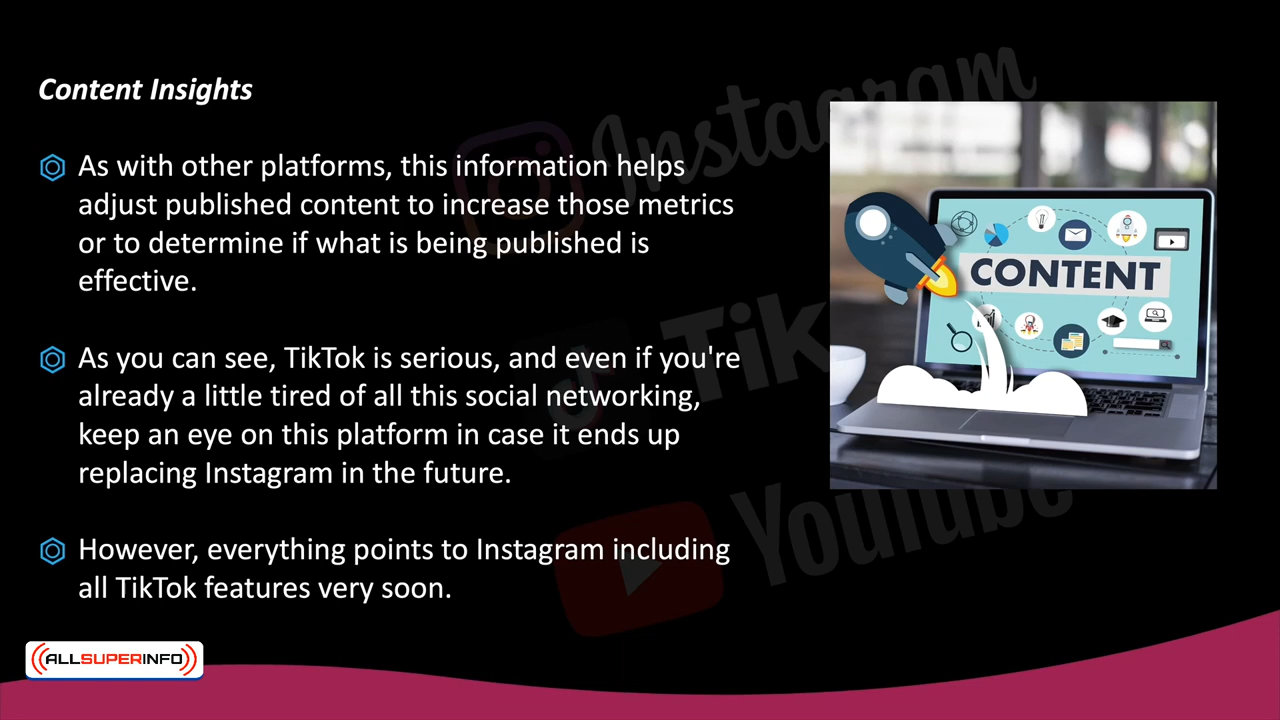 Content Insights
As with other platforms, this information helps
adjust published content to increase those metrics
or to determine if what is being published is
effective.
As you can see, TikTok is serious, and even if you're
already a little tired of all this social networking,
keep an eye on this platform in case it ends up
replacing Instagram in the future.
However, everything points to Instagram including
all TikTok features very soon.
CONTENT
Instagram
Tik
Youtube
ALLSUPERINFO